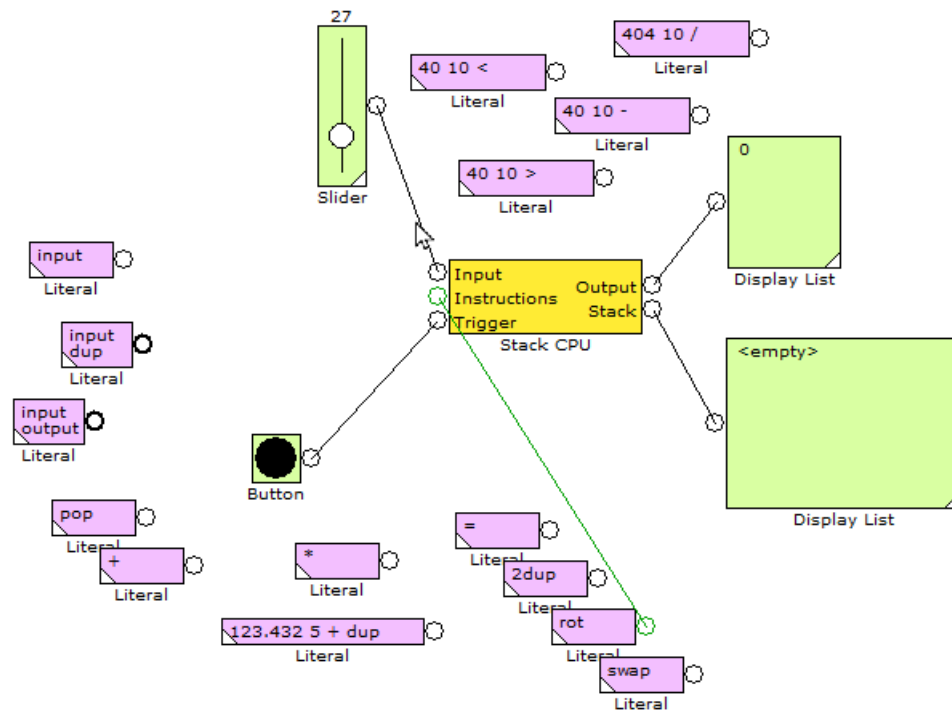 27
Slider
404 10 /
Literal
40 10 <
Literal
40 10 -
Literal
40 10 >
Literal
0
Display List
input
Literal
Input
Instructions
Trigger
Output
Stack
Stack CPU
input
dup
Literal
<empty>
Display List
input
output
Literal
Button
pop
Literal
+
Literal
*
Literal
=
Literal
2dup
Literal
123.432 5 + dup
Literal
rot
Literal
swap
Literal